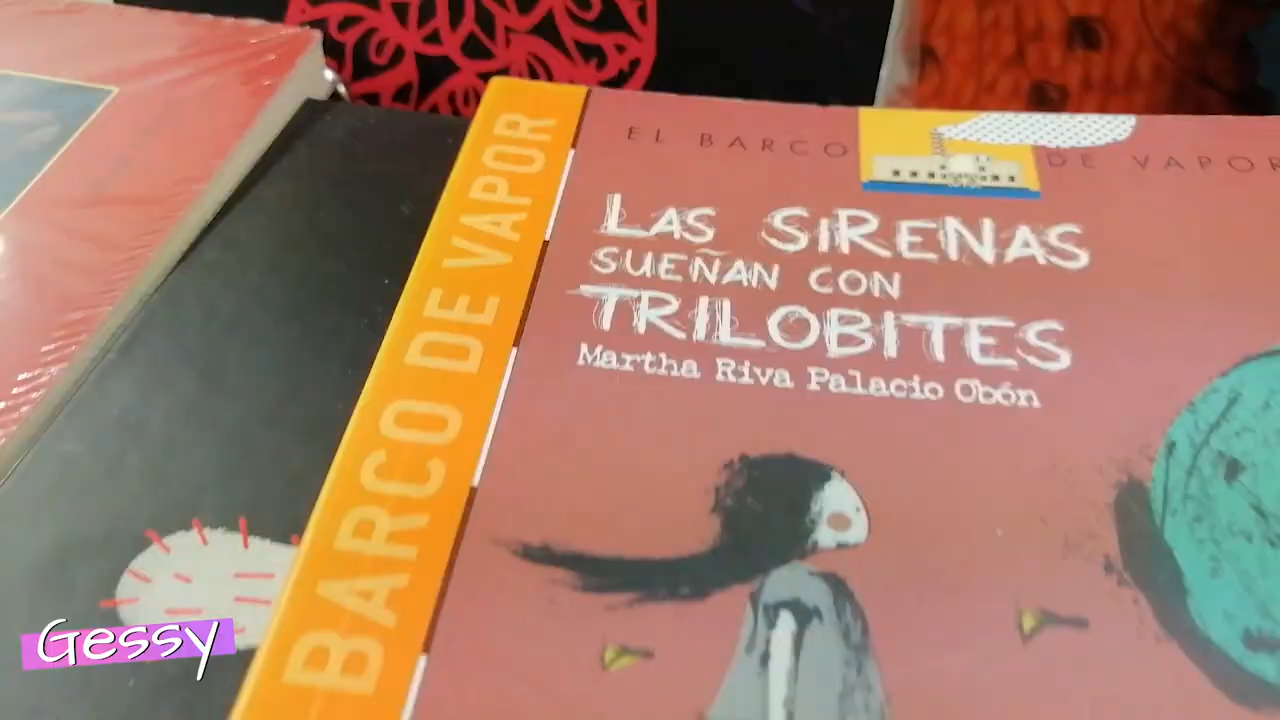 BARCO DE VAPOR
EL BARCO DE VAPOR
LAS SIRENAS
SUEÑAN CON
TRILOBITES
Martha Riva Palacio Obón
Gessy